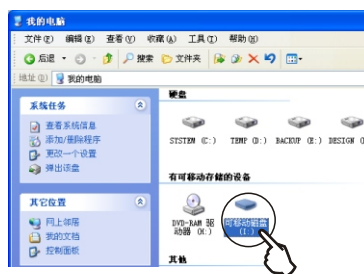 我的电脑
文件(F) 编辑(E) 查看(V) 收藏(A) 工具(T) 帮助(H)
后退 搜索 文件夹
地址(D) 我的电脑
系统任务
查看系统信息
添加/删除程序
更改一个设置
弹出该盘
其它位置
网上邻居
我的文档
控制面板
硬盘
SYSTEM (C:) TEMP (D:) BACKUP (E:) DESIGN (
有可移动存储的设备
DVD-RAM 驱动器 (H:)
可移动磁盘 (I:)
其他